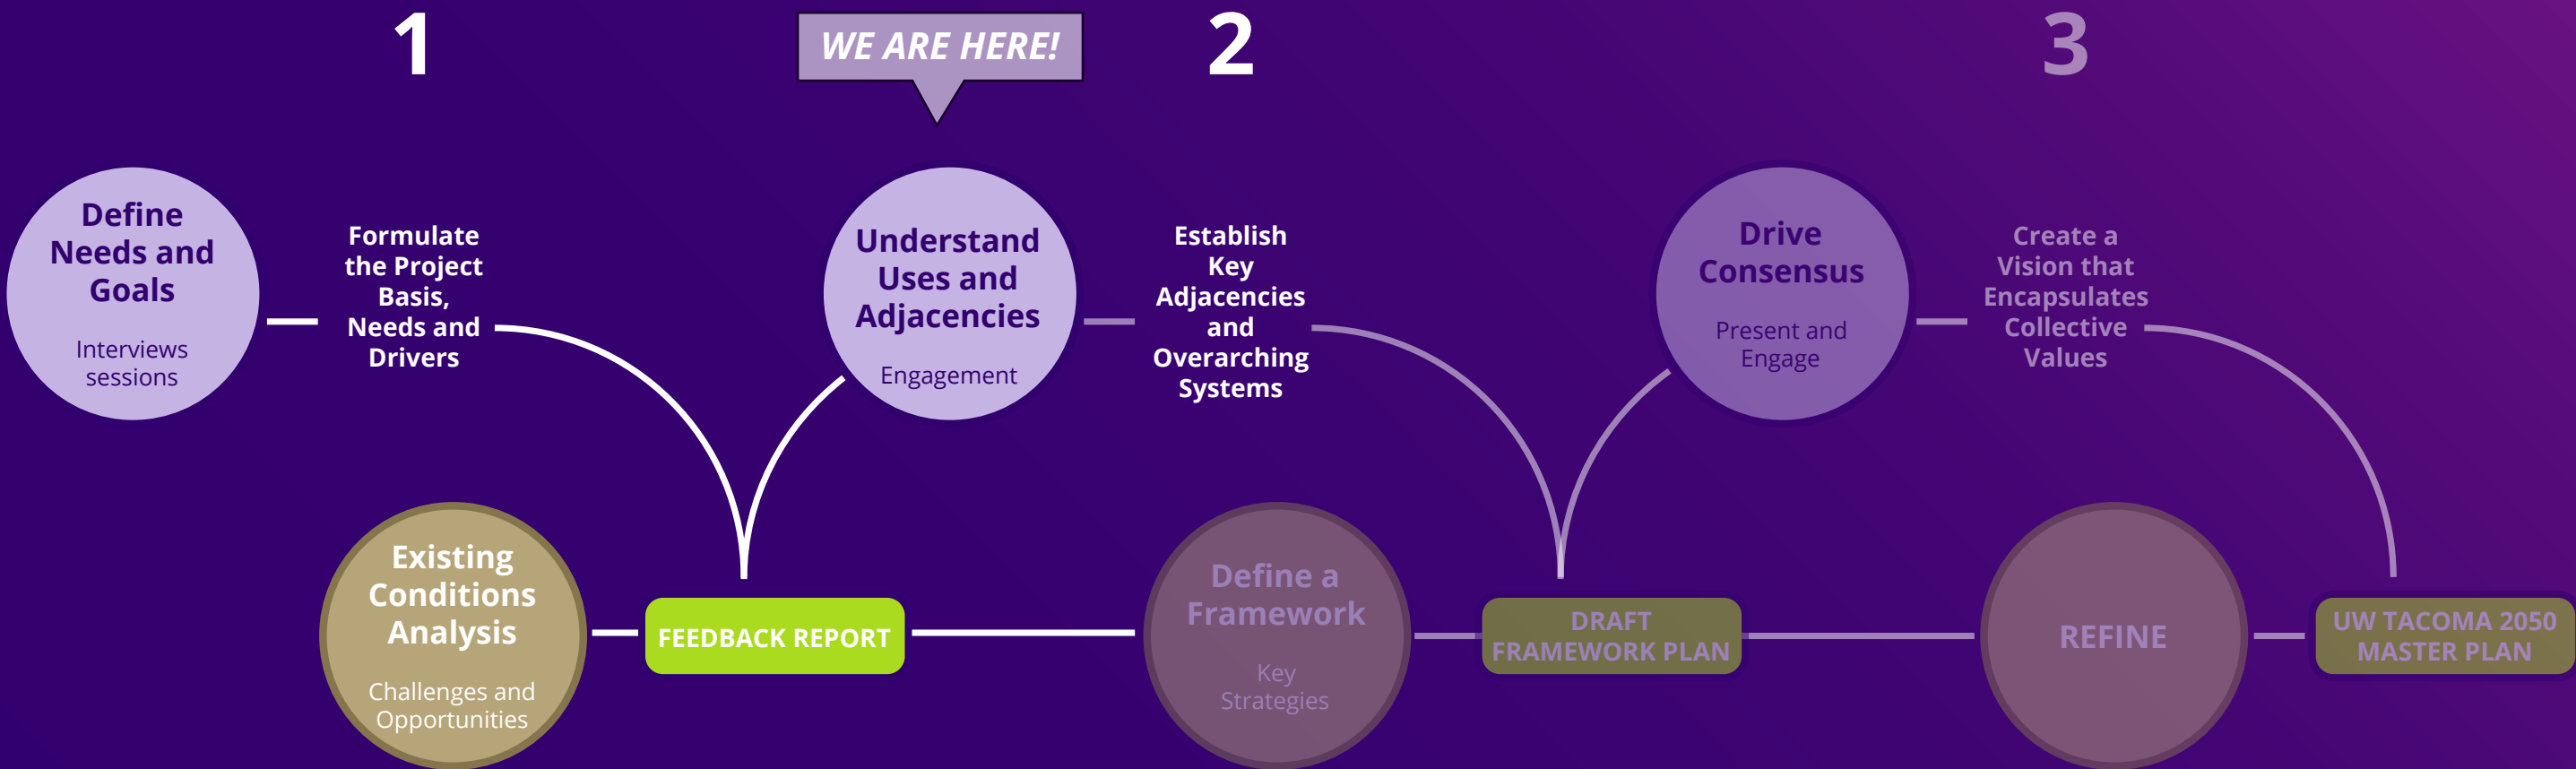 1
WE ARE HERE!
2
3
Define
Needs and
Goals
Interviews
sessions
Formulate
the Project
Basis,
Needs and
Drivers
Understand
Uses and
Adjacencies
Engagement
Establish
Key
Adjacencies
and
Overarching
Systems
Drive
Consensus
Present and
Engage
Create a
Vision that
Encapsulates
Collective
Values
Existing
Conditions
Analysis
Challenges and
Opportunities
FEEDBACK REPORT
Define a
Framework
Key
Strategies
DRAFT
FRAMEWORK PLAN
REFINE
UW TACOMA 2050
MASTER PLAN